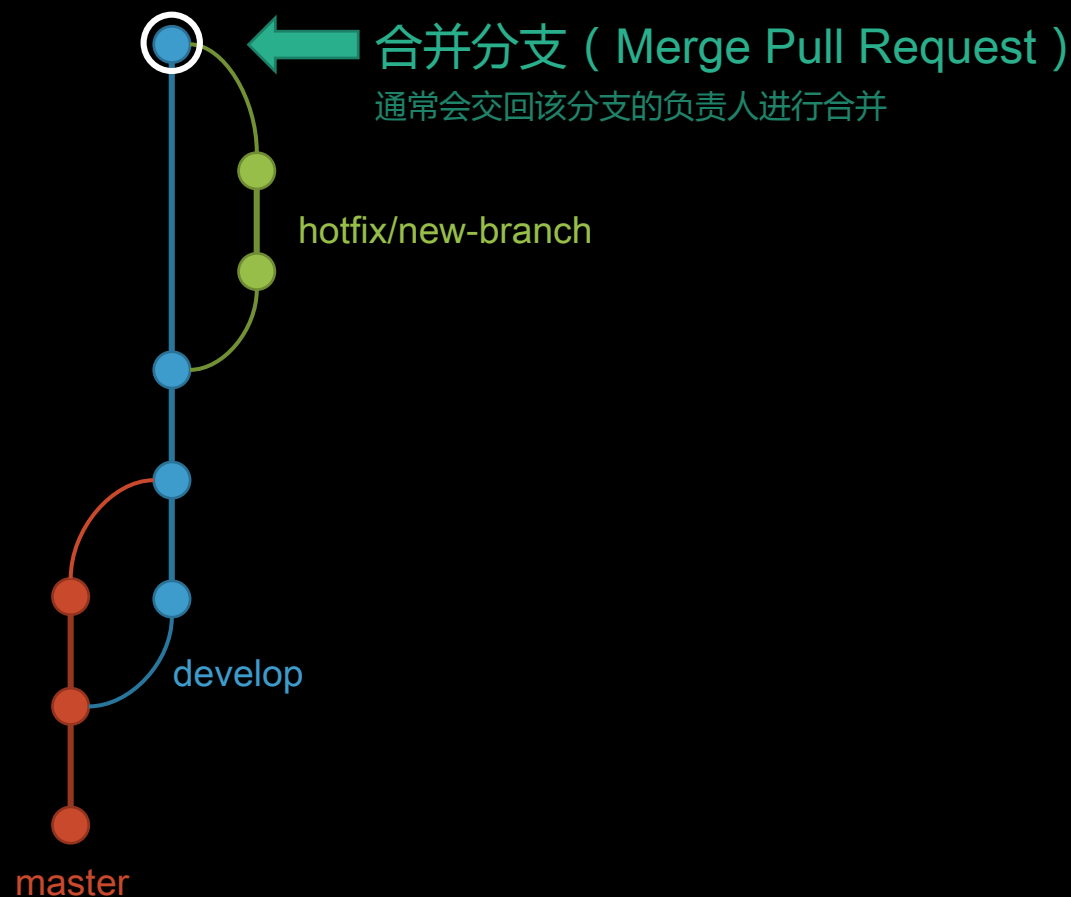 合并分支（Merge Pull Request）
通常会交回该分支的负责人进行合并
hotfix/new-branch
develop
master